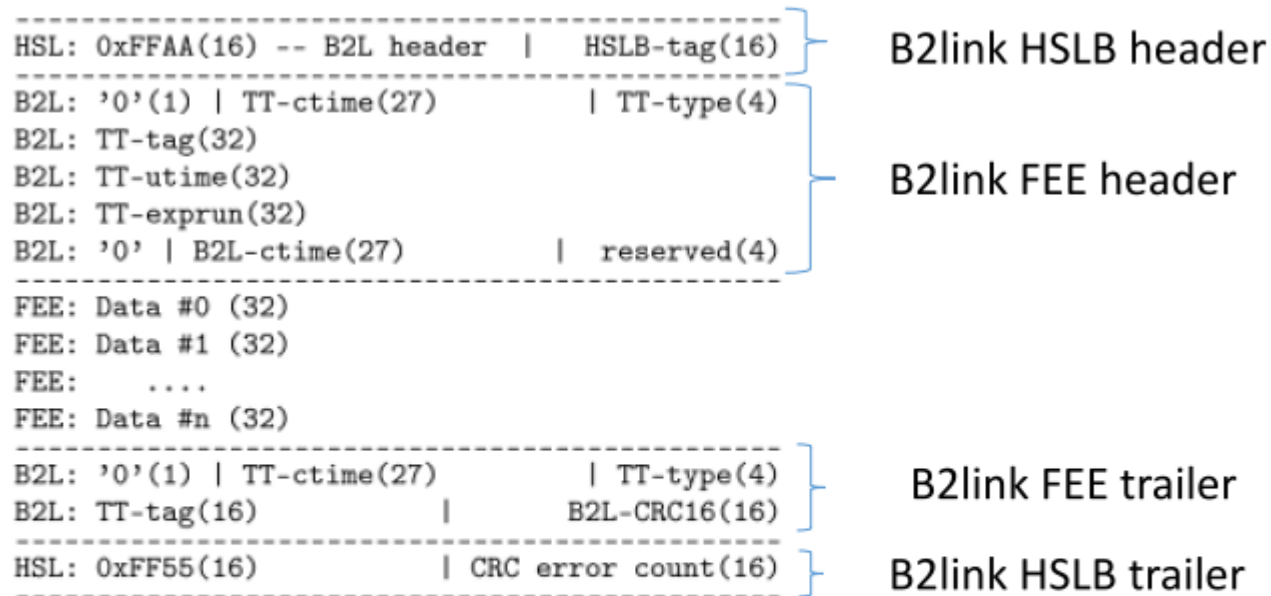 HSL: 0xFFAA(16) -- B2L header | HSLB-tag(16)
B2link HSLB header
B2L: '0'(1) | TT-ctime(27) | TT-type(4)
B2L: TT-tag(32)
B2L: TT-utime(32)
B2link FEE header
B2L: TT-exprun(32)
B2L: '0' | B2L-ctime(27) | reserved(4)
FEE: Data #0 (32)
FEE: Data #1 (32)
FEE: ....
FEE: Data #n (32)
B2L: '0'(1) | TT-ctime(27) | TT-type(4)
B2link FEE trailer
B2L: TT-tag(16) | B2L-CRC16(16)
HSL: 0xFF55(16) | CRC error count(16)
B2link HSLB trailer